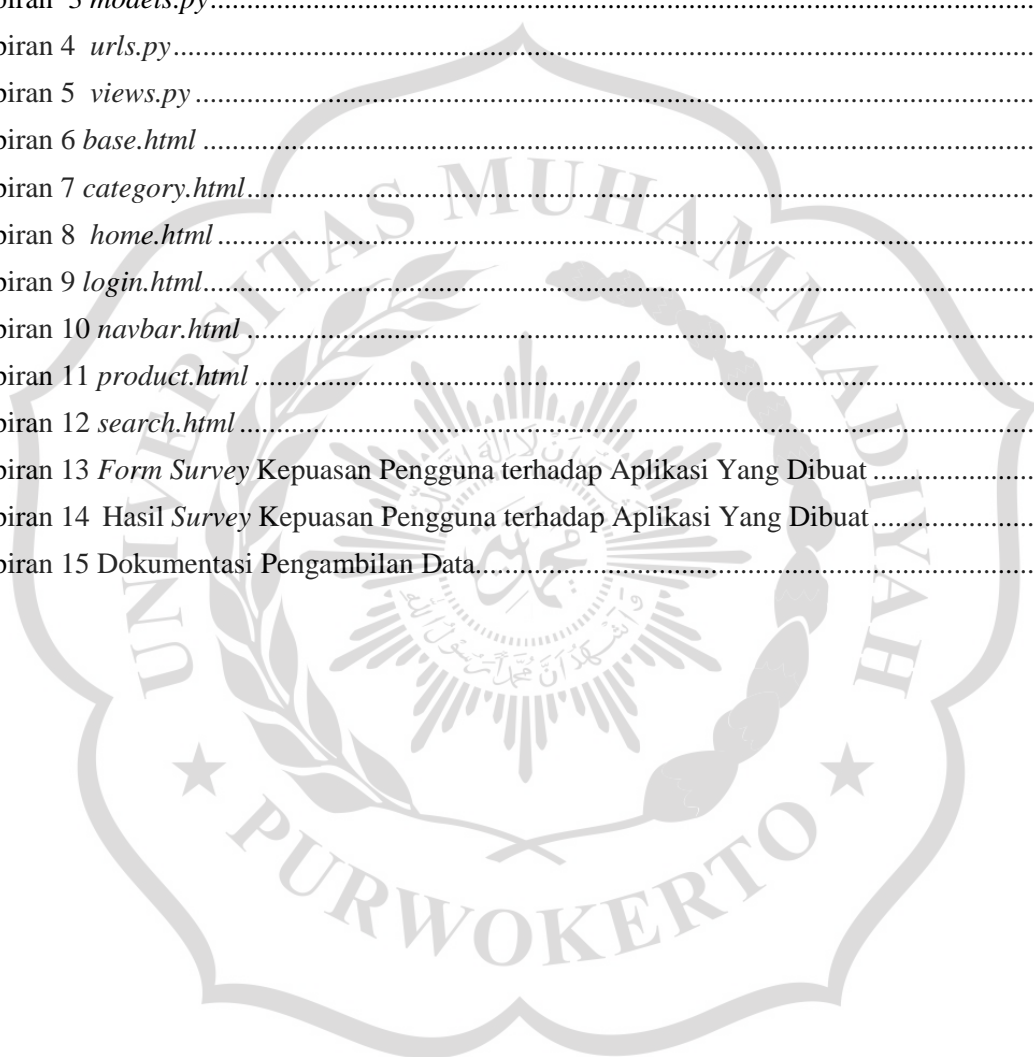 piran 3 models.py
piran 4 urls.py
piran 5 views.py
piran 6 base.html
piran 7 category.html
piran 8 home.html
piran 9 login.html
piran 10 navbar.html
piran 11 product.html
piran 12 search.html
piran 13 Form Survey Kepuasan Pengguna terhadap Aplikasi Yang Dibuat
piran 14 Hasil Survey Kepuasan Pengguna terhadap Aplikasi Yang Dibuat
piran 15 Dokumentasi Pengambilan Data
UNIVERSITAS MUHAMMADIYAH
PURWOKERTO